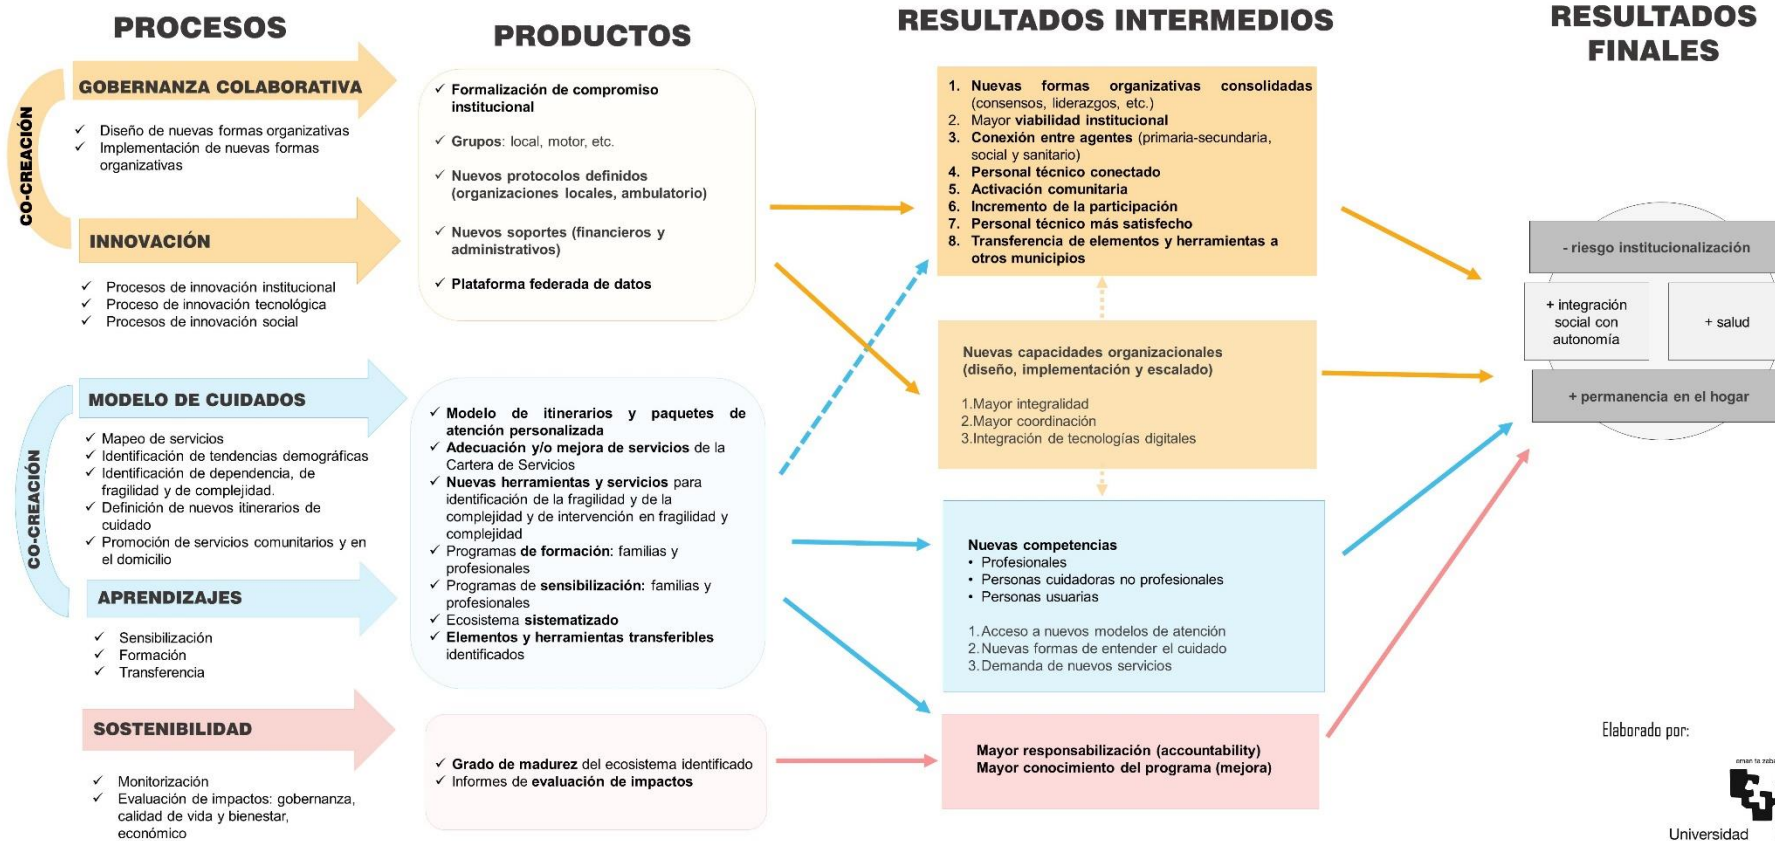 PROCESOS
GOBERNANZA COLABORATIVA
✓ Diseño de nuevas formas organizativas
✓ Implementación de nuevas formas
organizativas
CO-CREACIÓN
INNOVACIÓN
✓ Procesos de innovación institucional
✓ Proceso de innovación tecnológica
✓ Procesos de innovación social
MODELO DE CUIDADOS
✓ Mapeo de servicios
✓ Identificación de tendencias demográficas
✓ Identificación de dependencia, de
fragilidad y de complejidad.
✓ Definición de nuevos itinerarios de
cuidado
✓ Promoción de servicios comunitarios y en
el domicilio
CO-CREACIÓN
APRENDIZAJES
✓ Sensibilización
✓ Formación
✓ Transferencia
SOSTENIBILIDAD
✓ Monitorización
✓ Evaluación de impactos: gobernanza,
calidad de vida y bienestar,
económico
PRODUCTOS
✓ Formalización de compromiso
institucional
✓ Grupos: local, motor, etc.
✓ Nuevos protocolos definidos
(organizaciones locales, ambulatorio)
✓ Nuevos soportes (financieros y
administrativos)
✓ Plataforma federada de datos
✓ Modelo de itinerarios y paquetes de
atención personalizada
✓ Adecuación y/o mejora de servicios de la
Cartera de Servicios
✓ Nuevas herramientas y servicios para
identificación de la fragilidad y de la
complejidad y de intervención en fragilidad y
complejidad
✓ Programas de formación: familias y
profesionales
✓ Programas de sensibilización: familias y
profesionales
✓ Ecosistema sistematizado
✓ Elementos y herramientas transferibles
identificados
✓ Grado de madurez del ecosistema identificado
✓ Informes de evaluación de impactos
RESULTADOS INTERMEDIOS
1. Nuevas formas organizativas consolidadas
(consensos, liderazgos, etc.)
2. Mayor viabilidad institucional
3. Conexión entre agentes (primaria-secundaria,
social y sanitario)
4. Personal técnico conectado
5. Activación comunitaria
6. Incremento de la participación
7. Personal técnico más satisfecho
8. Transferencia de elementos y herramientas a
otros municipios
Nuevas capacidades organizacionales
(diseño, implementación y escalado)
1.Mayor integralidad
2.Mayor coordinación
3.Integración de tecnologías digitales
Nuevas competencias
• Profesionales
• Personas cuidadoras no profesionales
• Personas usuarias
1.Acceso a nuevos modelos de atención
2.Nuevas formas de entender el cuidado
3.Demanda de nuevos servicios
Mayor responsabilización (accountability)
Mayor conocimiento del programa (mejora)
RESULTADOS
FINALES
- riesgo institucionalización
+ integración
social con
autonomía
+ salud
+ permanencia en el hogar
Elaborado por:
eman ta zaba
Universidad